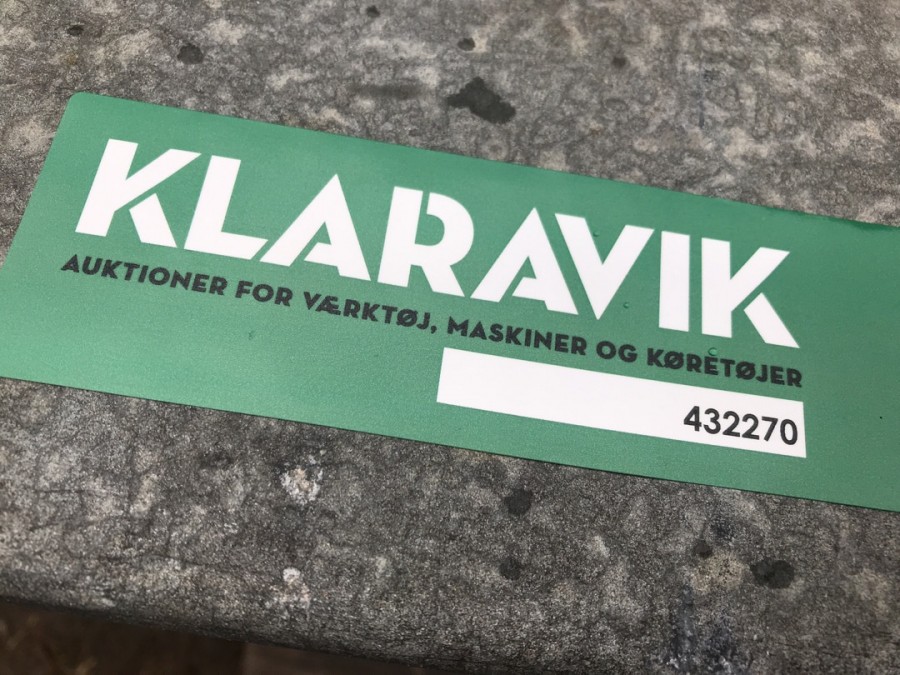 KLARAVIK
AUKTIONER FOR VÆRKTØJ, MASKINER OG KØRETØJER
432270